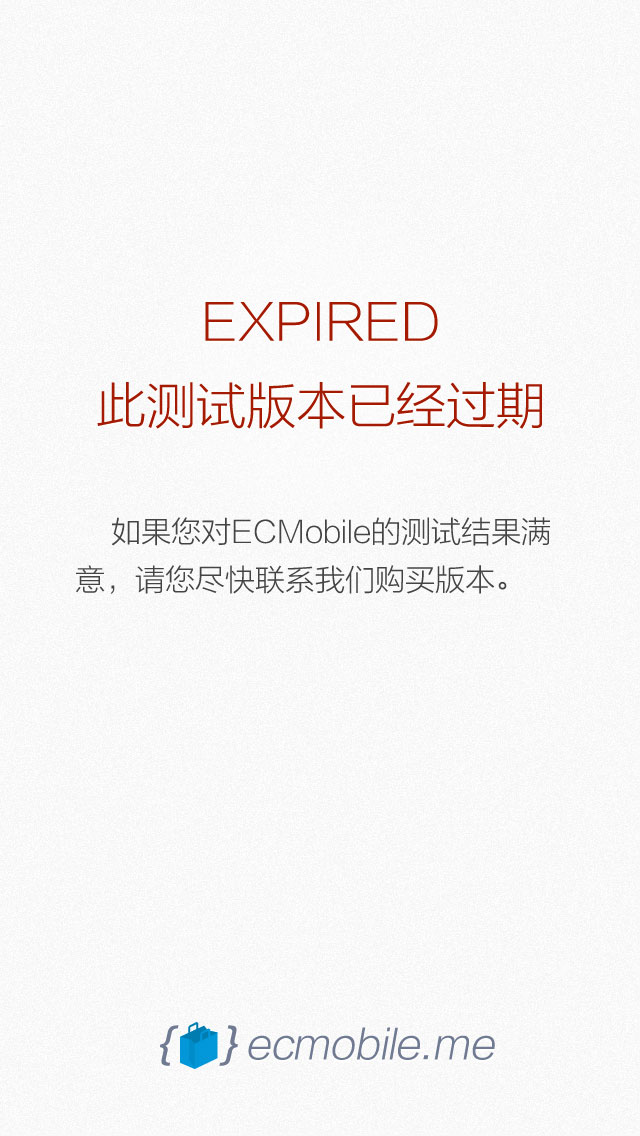 EXPIRED
此测试版本已经过期
如果您对ECMobile的测试结果满
意，请您尽快联系我们购买版本。
{ } ecmobile.me